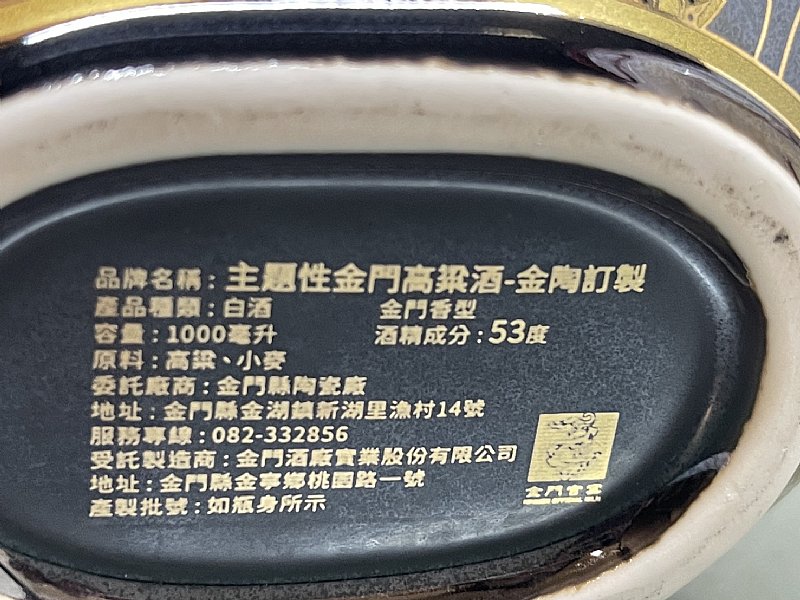 品牌名稱：主題性金門高粱酒-金陶訂製
產品種類：白酒 金門香型
容量：1000毫升 酒精成分：53度
原料：高粱、小麥
委託廠商：金門縣陶瓷廠
地址：金門縣金湖鎮新湖里漁村14號
服務專線：082-332856
受託製造商：金門酒廠實業股份有限公司
地址：金門縣金寧鄉桃園路一號
產製批號：如瓶身所示
金門官窯